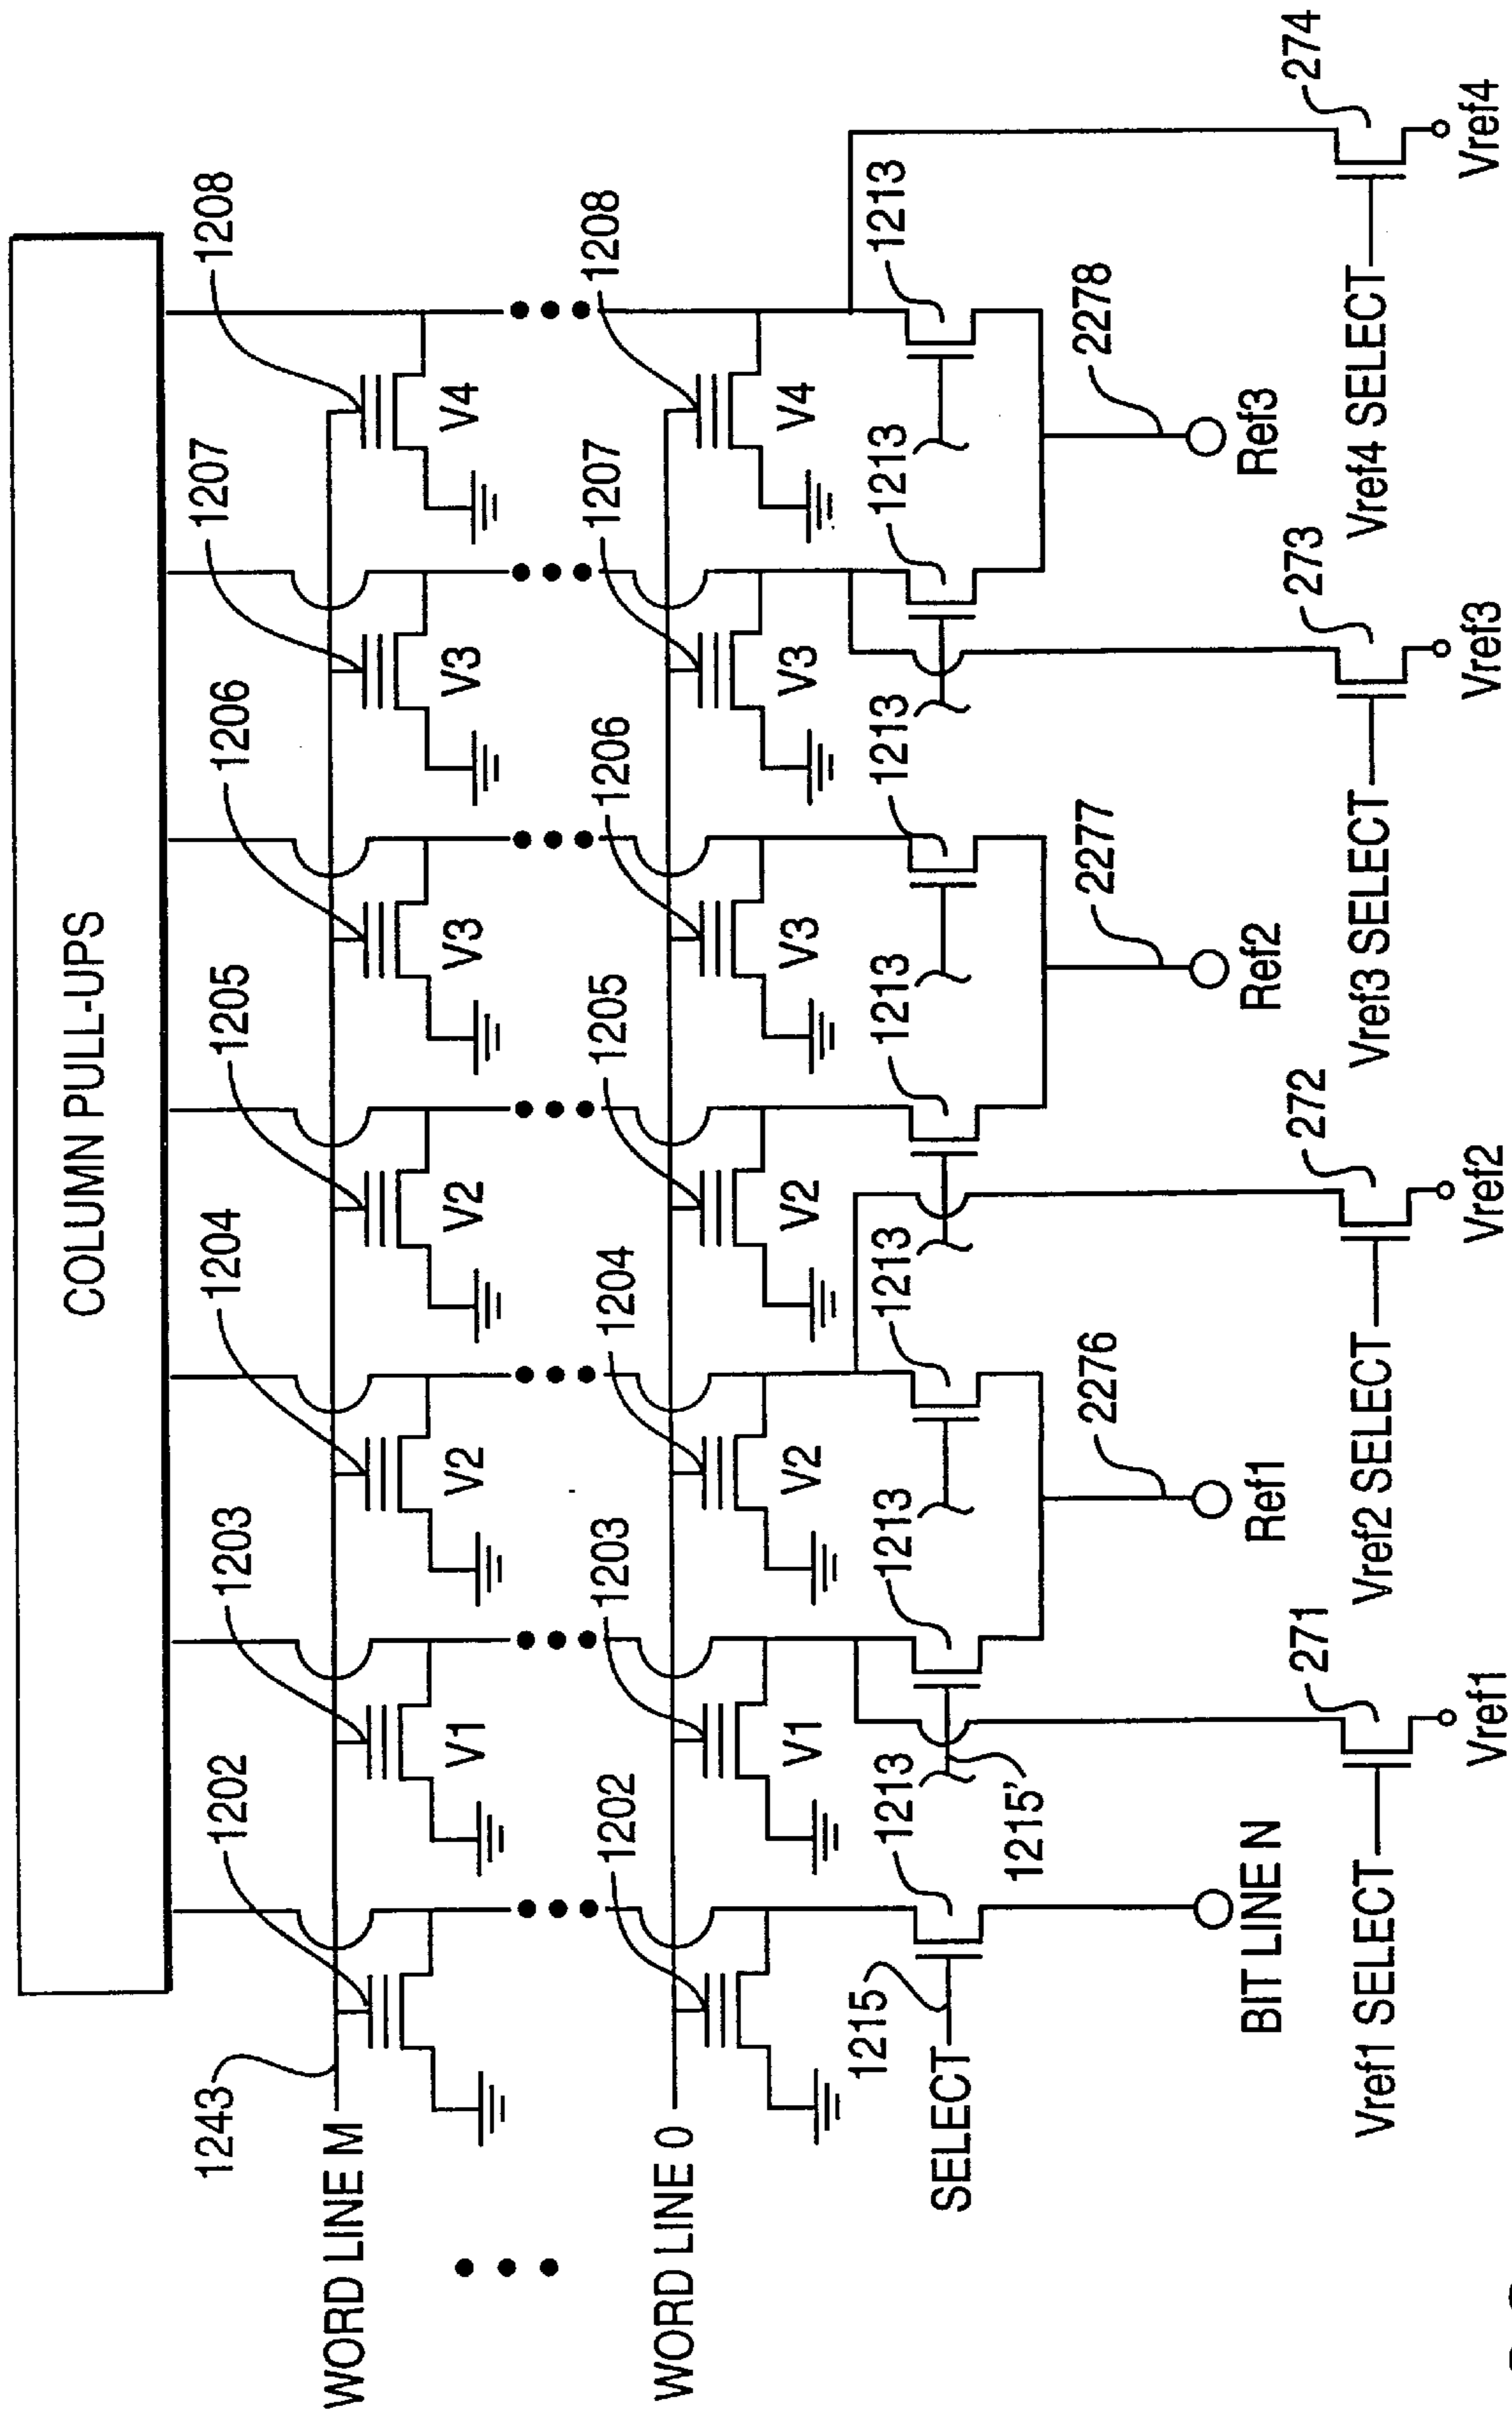 COLUMN PULL-UPS
1202 1203 1204 1205 1206 1207 1208
1243
WORD LINE M
V1 V2 V2 V3 V3 V4
1202 1203 1204 1205 1206 1207 1208
WORD LINE 0
V1 V2 V2 V3 V3 V4
1215 1213 1213 1213 1213 1213 1213 1213
SELECT
1215'
2276 2277 2278
BIT LINE N Ref1 Ref2 Ref3
271 272 273 274
Vref1 SELECT Vref2 SELECT Vref3 SELECT Vref4 SELECT
Vref1 Vref2 Vref3 Vref4